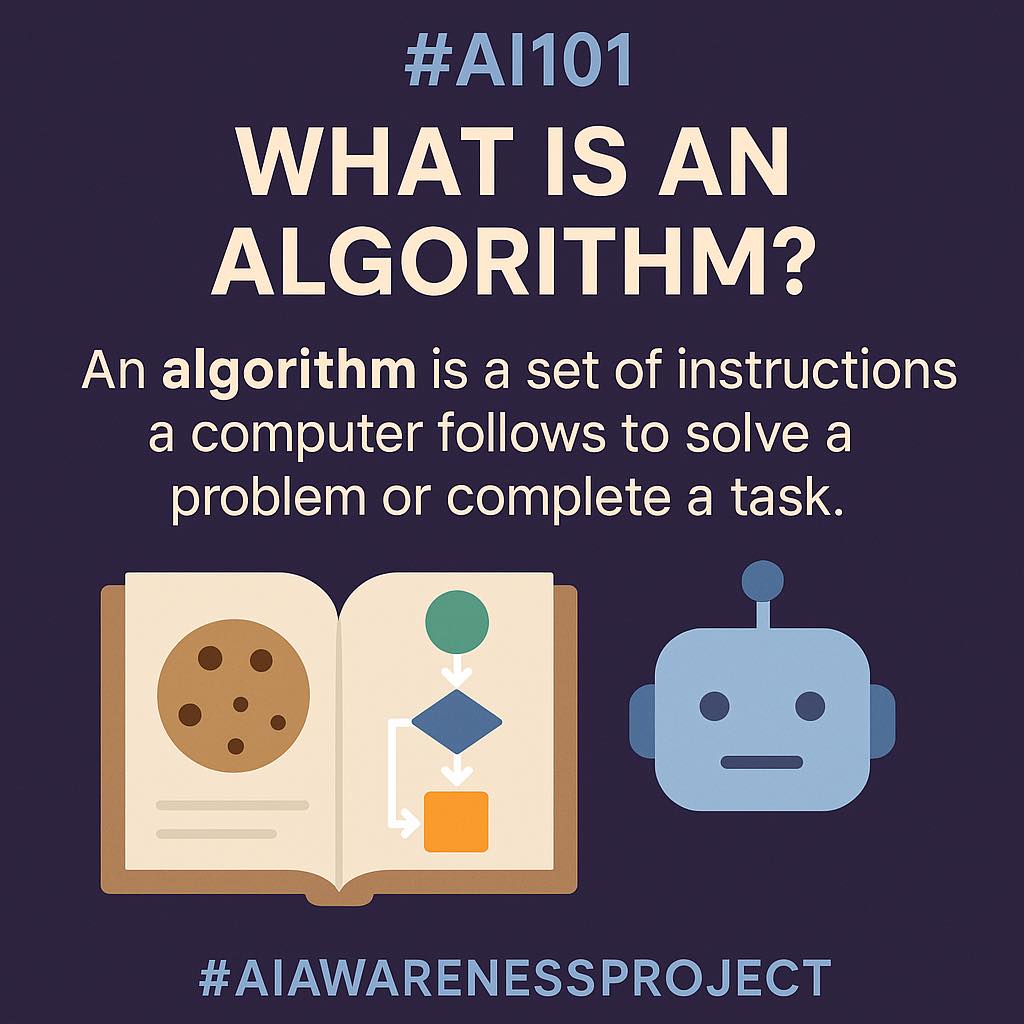 #AI101
WHAT IS AN
ALGORITHM?
An algorithm is a set of instructions
a computer follows to solve a
problem or complete a task.
#AIAWARENESSPROJECT